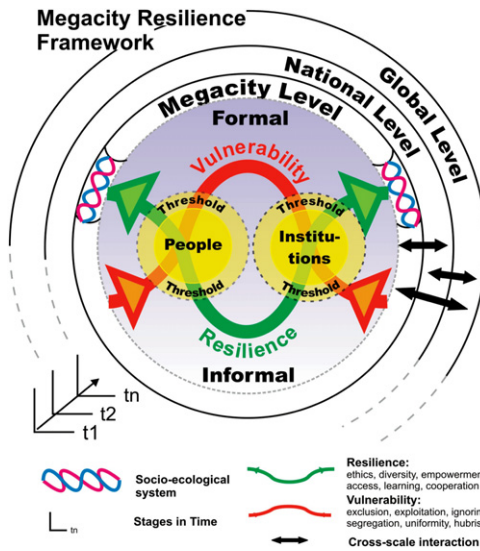 Megacity Resilience
Framework
Global Level
National Level
Megacity Level
Formal
Vulnerability
Threshold
Threshold
People
Institu-
tions
Threshold
Threshold
Resilience
Informal
tn
t2
t1
Socio-ecological
system
tn
Stages in Time
Resilience:
ethics, diversity, empowermen
access, learning, cooperation
Vulnerability:
exclusion, exploitation, ignorin
segregation, uniformity, hubris
Cross-scale interaction